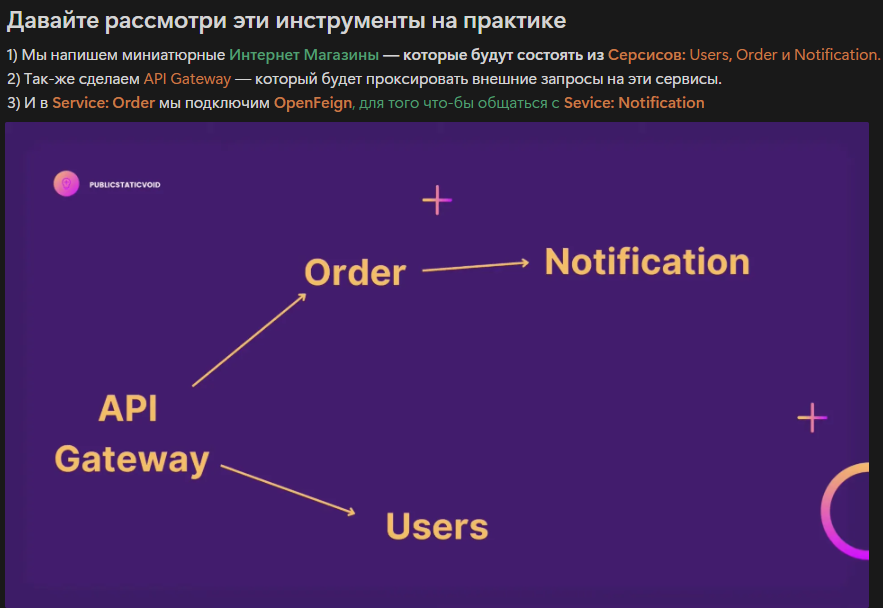 Давайте рассмотри эти инструменты на практике
1) Мы напишем миниатюрные Интернет Магазины — которые будут состоять из Серсисов: Users, Order и Notification.
2) Так-же сделаем API Gateway — который будет проксировать внешние запросы на эти сервисы.
3) И в Service: Order мы подключим OpenFeign, для того что-бы общаться с Sevice: Notification
PUBLICSTATICVOID
Order
Notification
API
Gateway
Users